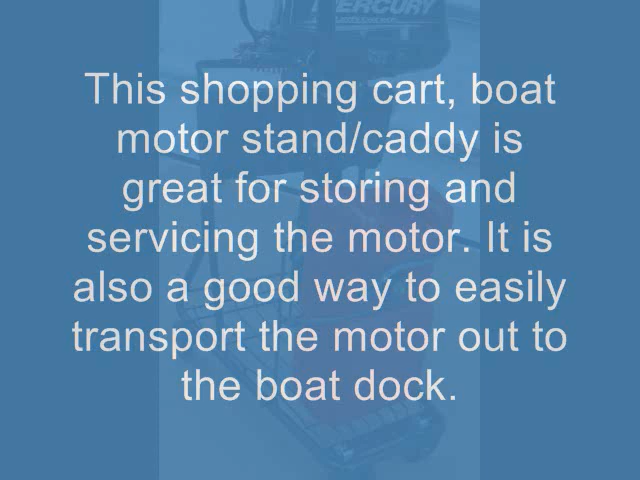 MERCURY
This shopping cart, boat
motor stand/caddy is
great for storing and
servicing the motor. It is
also a good way to easily
transport the motor out to
the boat dock.